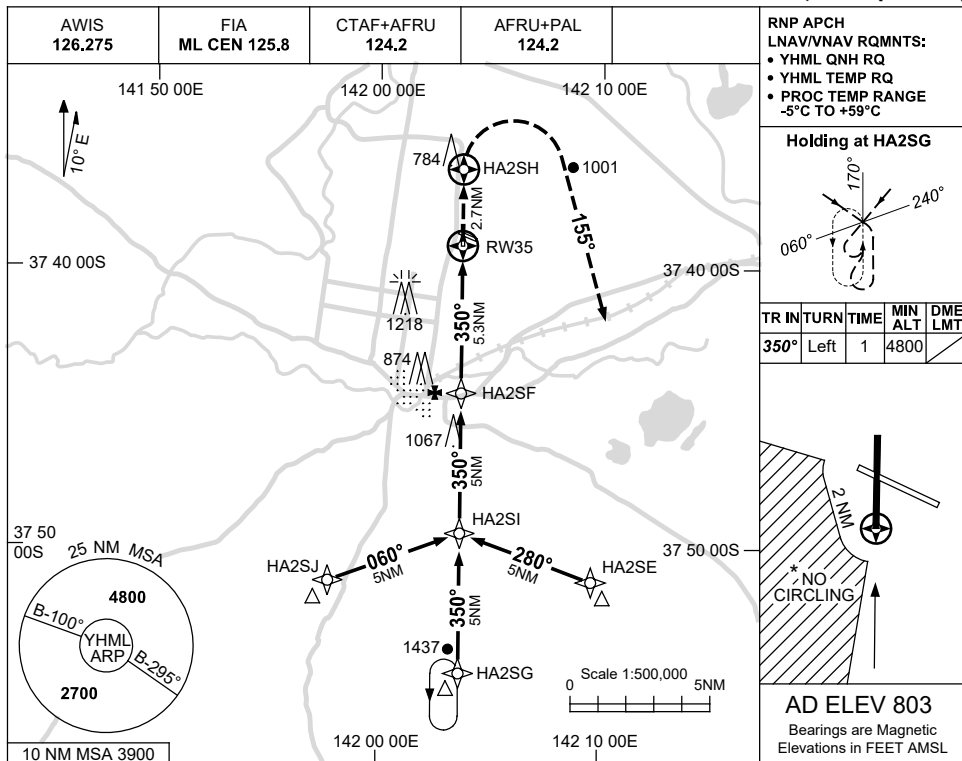 AWIS
126.275
FIA
ML CEN 125.8
CTAF+AFRU
124.2
AFRU+PAL
124.2
RNP APCH
LNAV/VNAV RQMNTS:
• YHML QNH RQ
• YHML TEMP RQ
• PROC TEMP RANGE
-5°C TO +59°C
141 50 00E
142 00 00E
142 10 00E
10° E
784
HA2SH
1001
2.7NM
155°
RW35
37 40 00S
37 40 00S
350°
5.3NM
1218
874
HA2SF
1067
350°
5NM
HA2SI
37 50
00S
37 50 00S
HA2SJ
060°
5NM
280°
5NM
HA2SE
350°
5NM
1437
HA2SG
25 NM MSA
4800
B-100°
YHML
ARP
B-295°
2700
10 NM MSA 3900
Scale 1:500,000
0
5NM
142 00 00E
142 10 00E
Holding at HA2SG
170°
240°
060°
TR IN
TURN
TIME
MIN
ALT
DME
LMT
350°
Left
1
4800
2 NM
* NO
CIRCLING
AD ELEV 803
Bearings are Magnetic
Elevations in FEET AMSL